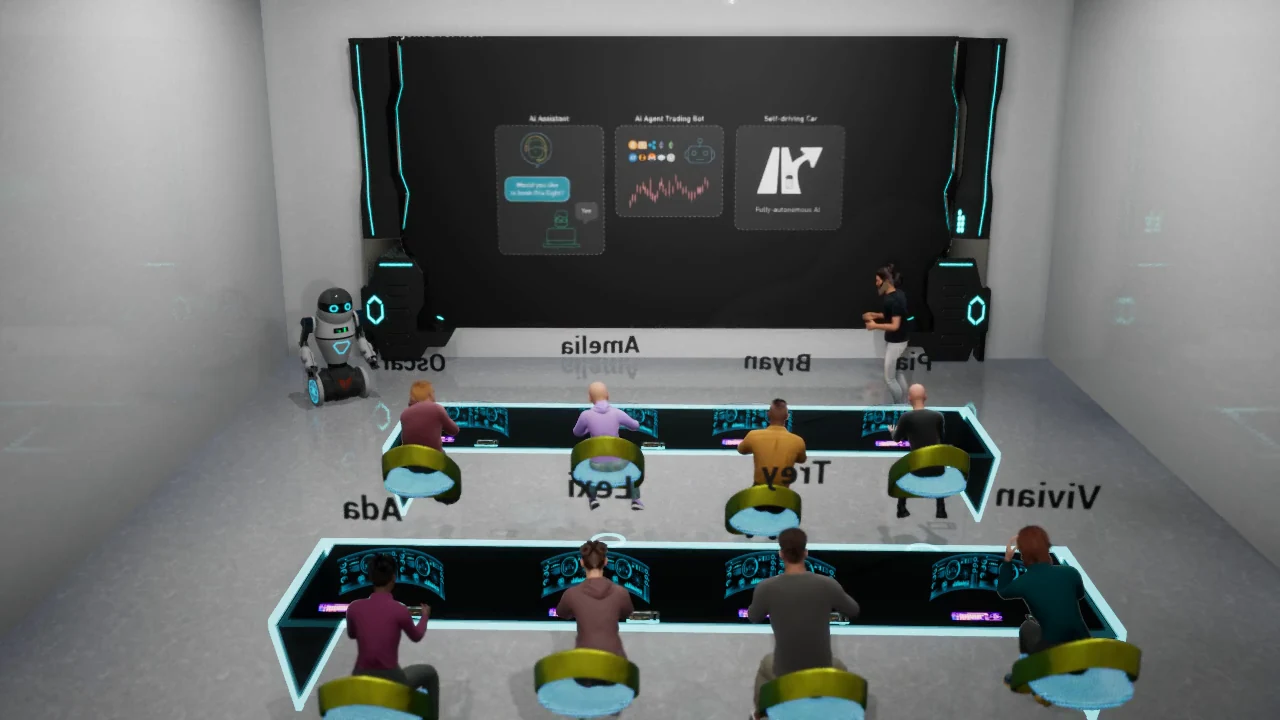 AI Assistant
Would you like
to book this flight?
Yes
AI Agent Trading Bot
Self-driving Car
Fully-autonomous AI
Oscar
Amelia
Bryan
Pia
Ada
Lexi
Trey
Vivian